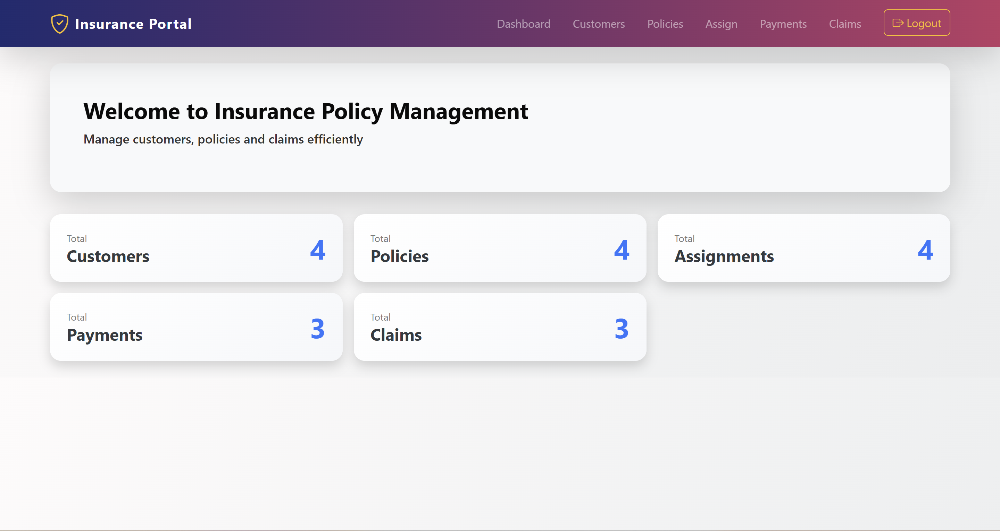 Insurance Portal
Dashboard
Customers
Policies
Assign
Payments
Claims
Logout
Welcome to Insurance Policy Management
Manage customers, policies and claims efficiently
Total
Customers
4
Total
Policies
4
Total
Assignments
4
Total
Payments
3
Total
Claims
3